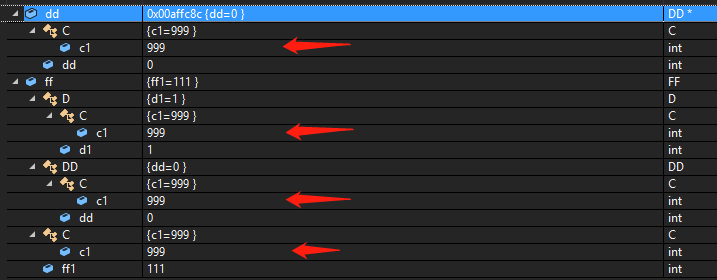 dd 0x00affc8c {dd=0 } DD *
C {c1=999 } C
c1 999 int
dd 0 int
ff {ff1=111 } FF
D {d1=1 } D
C {c1=999 } C
c1 999 int
d1 1 int
DD {dd=0 } DD
C {c1=999 } C
c1 999 int
dd 0 int
C {c1=999 } C
c1 999 int
ff1 111 int